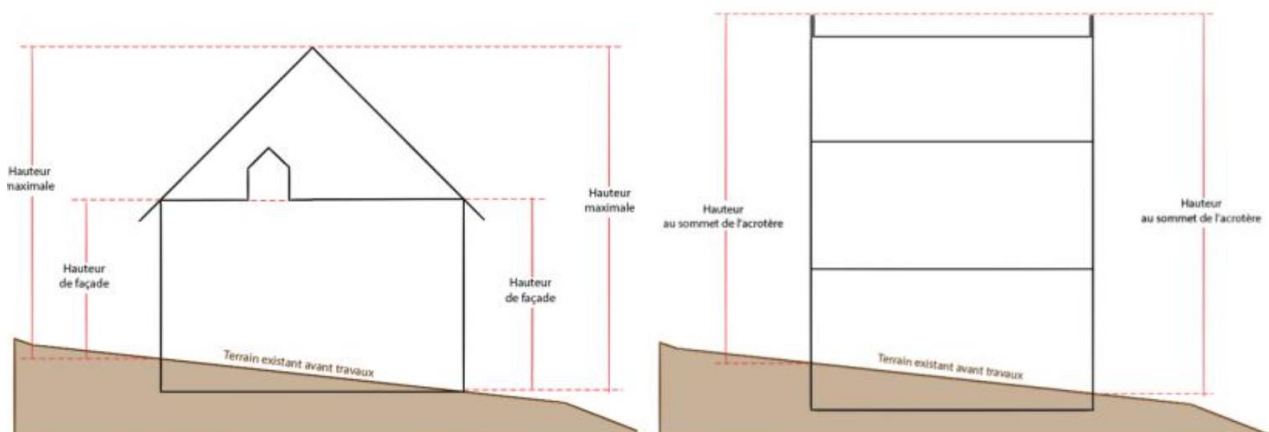 Hauteur
maximale
Hauteur
de façade
Terrain existant avant travaux
Hauteur
de façade
Hauteur
maximale
Hauteur
au sommet de l'acrotère
Terrain existant avant travaux
Hauteur
au sommet de l'acrotère